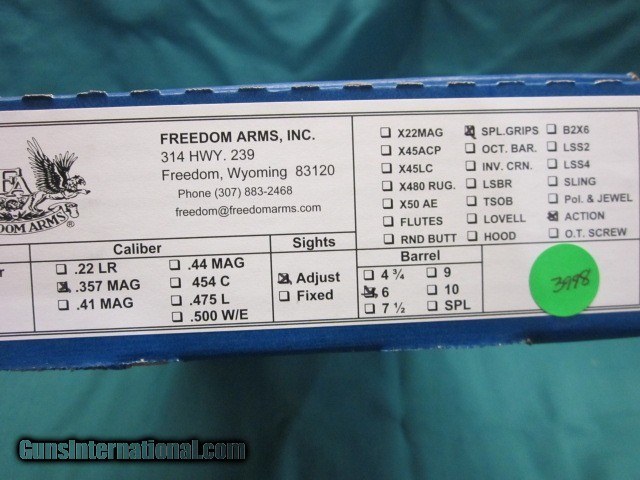 FREEDOM ARMS, INC.
314 HWY. 239
Freedom, Wyoming 83120
Phone (307) 883-2468
freedom@freedomarms.com
FA
EDOM ARMS
☐ X22MAG
☐ X45ACP
☐ X45LC
☐ X480 RUG.
☐ X50 AE
☐ FLUTES
☐ RND BUTT
☒ SPL.GRIPS
☐ OCT. BAR.
☐ INV. CRN.
☐ LSBR
☐ TSOB
☐ LOVELL
☐ HOOD
☐ B2X6
☐ LSS2
☐ LSS4
☐ SLING
☐ Pol. & JEWEL
☒ ACTION
☐ O.T. SCREW
r
Caliber
☐ .22 LR
☒ .357 MAG
☐ .41 MAG
☐ .44 MAG
☐ 454 C
☐ .475 L
☐ .500 W/E
Sights
☒ Adjust
☐ Fixed
Barrel
☐ 4 ¾
☒ 6
☐ 7 ½
☐ 9
☐ 10
☐ SPL
3998
GunsInternational.com